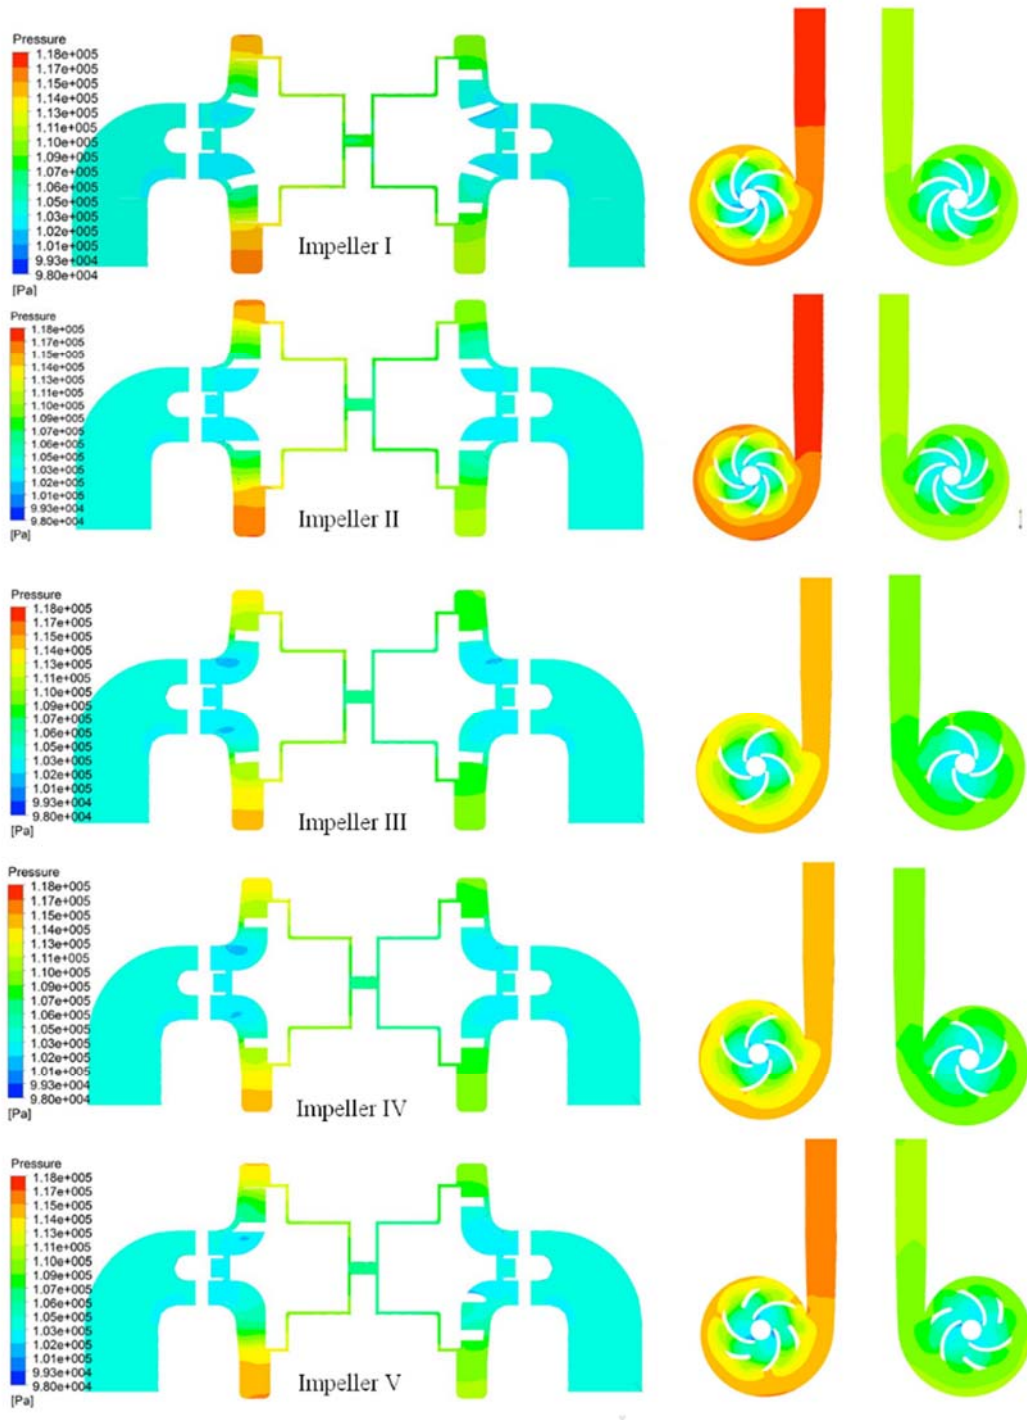 Pressure
1.18e+005
1.17e+005
1.15e+005
1.14e+005
1.13e+005
1.11e+005
1.10e+005
1.09e+005
1.07e+005
1.06e+005
1.05e+005
1.03e+005
1.02e+005
1.01e+005
9.93e+004
9.80e+004
[Pa]
Impeller I
Pressure
1.18e+005
1.17e+005
1.15e+005
1.14e+005
1.13e+005
1.11e+005
1.10e+005
1.09e+005
1.07e+005
1.06e+005
1.05e+005
1.03e+005
1.02e+005
1.01e+005
9.93e+004
9.80e+004
[Pa]
Impeller II
Pressure
1.18e+005
1.17e+005
1.15e+005
1.14e+005
1.13e+005
1.11e+005
1.10e+005
1.09e+005
1.07e+005
1.06e+005
1.05e+005
1.03e+005
1.02e+005
1.01e+005
9.93e+004
9.80e+004
[Pa]
Impeller III
Pressure
1.18e+005
1.17e+005
1.15e+005
1.14e+005
1.13e+005
1.11e+005
1.10e+005
1.09e+005
1.07e+005
1.06e+005
1.05e+005
1.03e+005
1.02e+005
1.01e+005
9.93e+004
9.80e+004
[Pa]
Impeller IV
Pressure
1.18e+005
1.17e+005
1.15e+005
1.14e+005
1.13e+005
1.11e+005
1.10e+005
1.09e+005
1.07e+005
1.06e+005
1.05e+005
1.03e+005
1.02e+005
1.01e+005
9.93e+004
9.80e+004
[Pa]
Impeller V